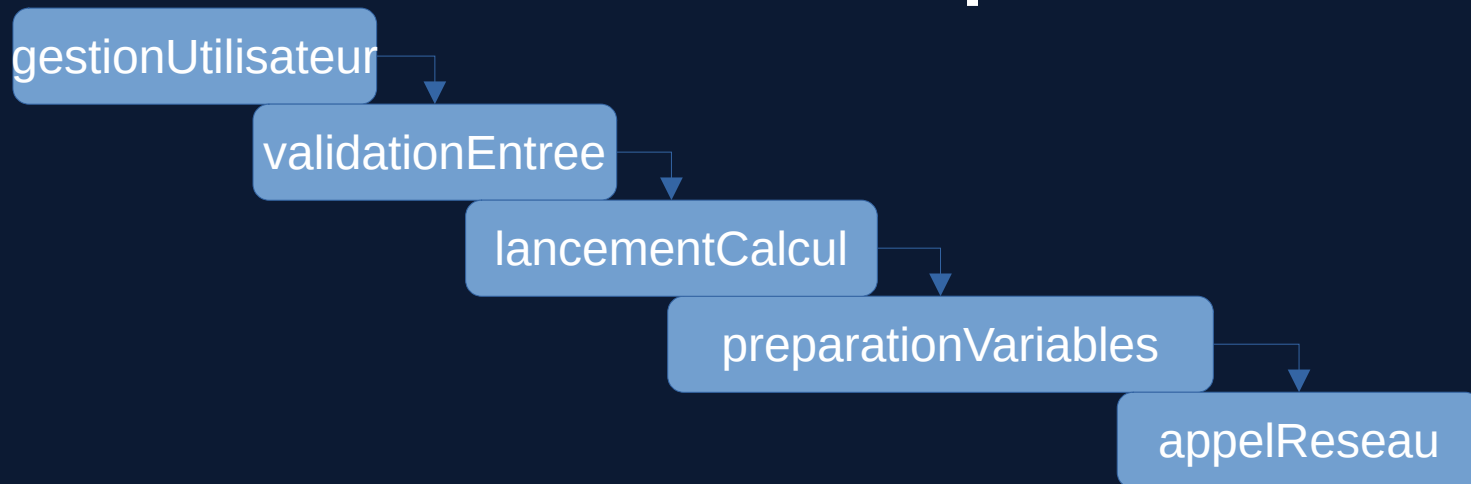 gestionUtilisateur
validationEntree
lancementCalcul
preparationVariables
appelReseau